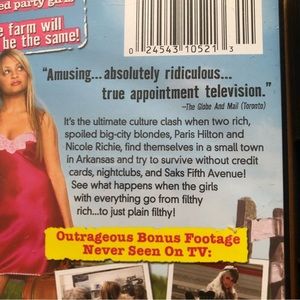 ed party gir
e farm will
be the same!
0 24543 10521 3
"Amusing...absolutely ridiculous...
true appointment television."
–The Globe And Mail (Toronto)
It's the ultimate culture clash when two rich,
spoiled big-city blondes, Paris Hilton and
Nicole Richie, find themselves in a small town
in Arkansas and try to survive without credit
cards, nightclubs, and Saks Fifth Avenue!
See what happens when the girls
with everything go from filthy
rich...to just plain filthy!
Outrageous Bonus Footage
Never Seen On TV: